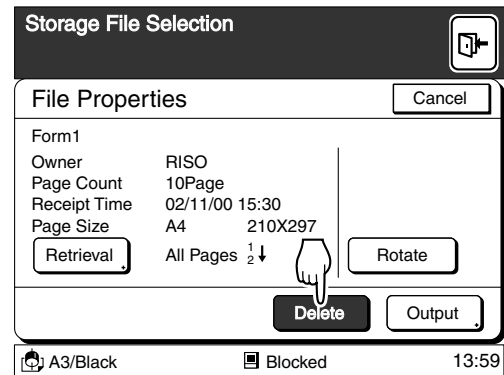 Storage File Selection
File Properties Cancel
Form1
Owner RISO
Page Count 10Page
Receipt Time 02/11/00 15:30
Page Size A4 210X297
Retrieval All Pages 1 2 Rotate
Delete Output
A3/Black Blocked 13:59